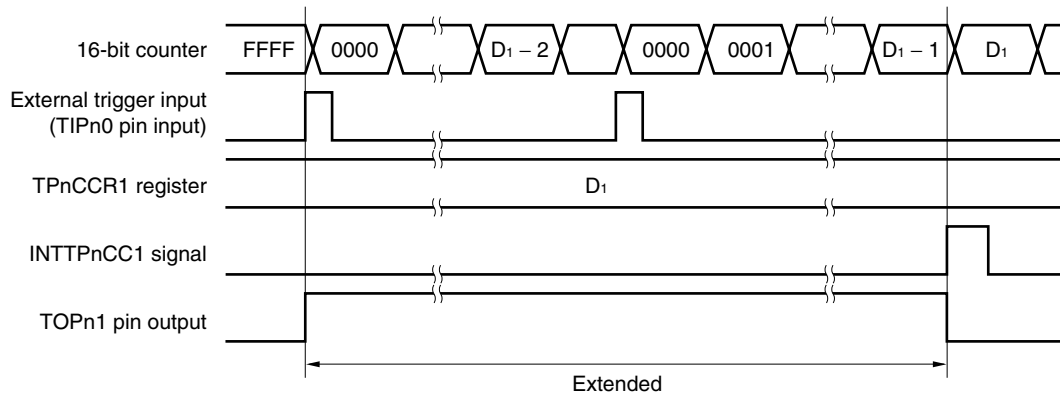 16-bit counter FFFF 0000 D₁ − 2 0000 0001 D₁ − 1 D₁
External trigger input
(TIPn0 pin input)
TPnCCR1 register D₁
INTTPnCC1 signal
TOPn1 pin output
Extended